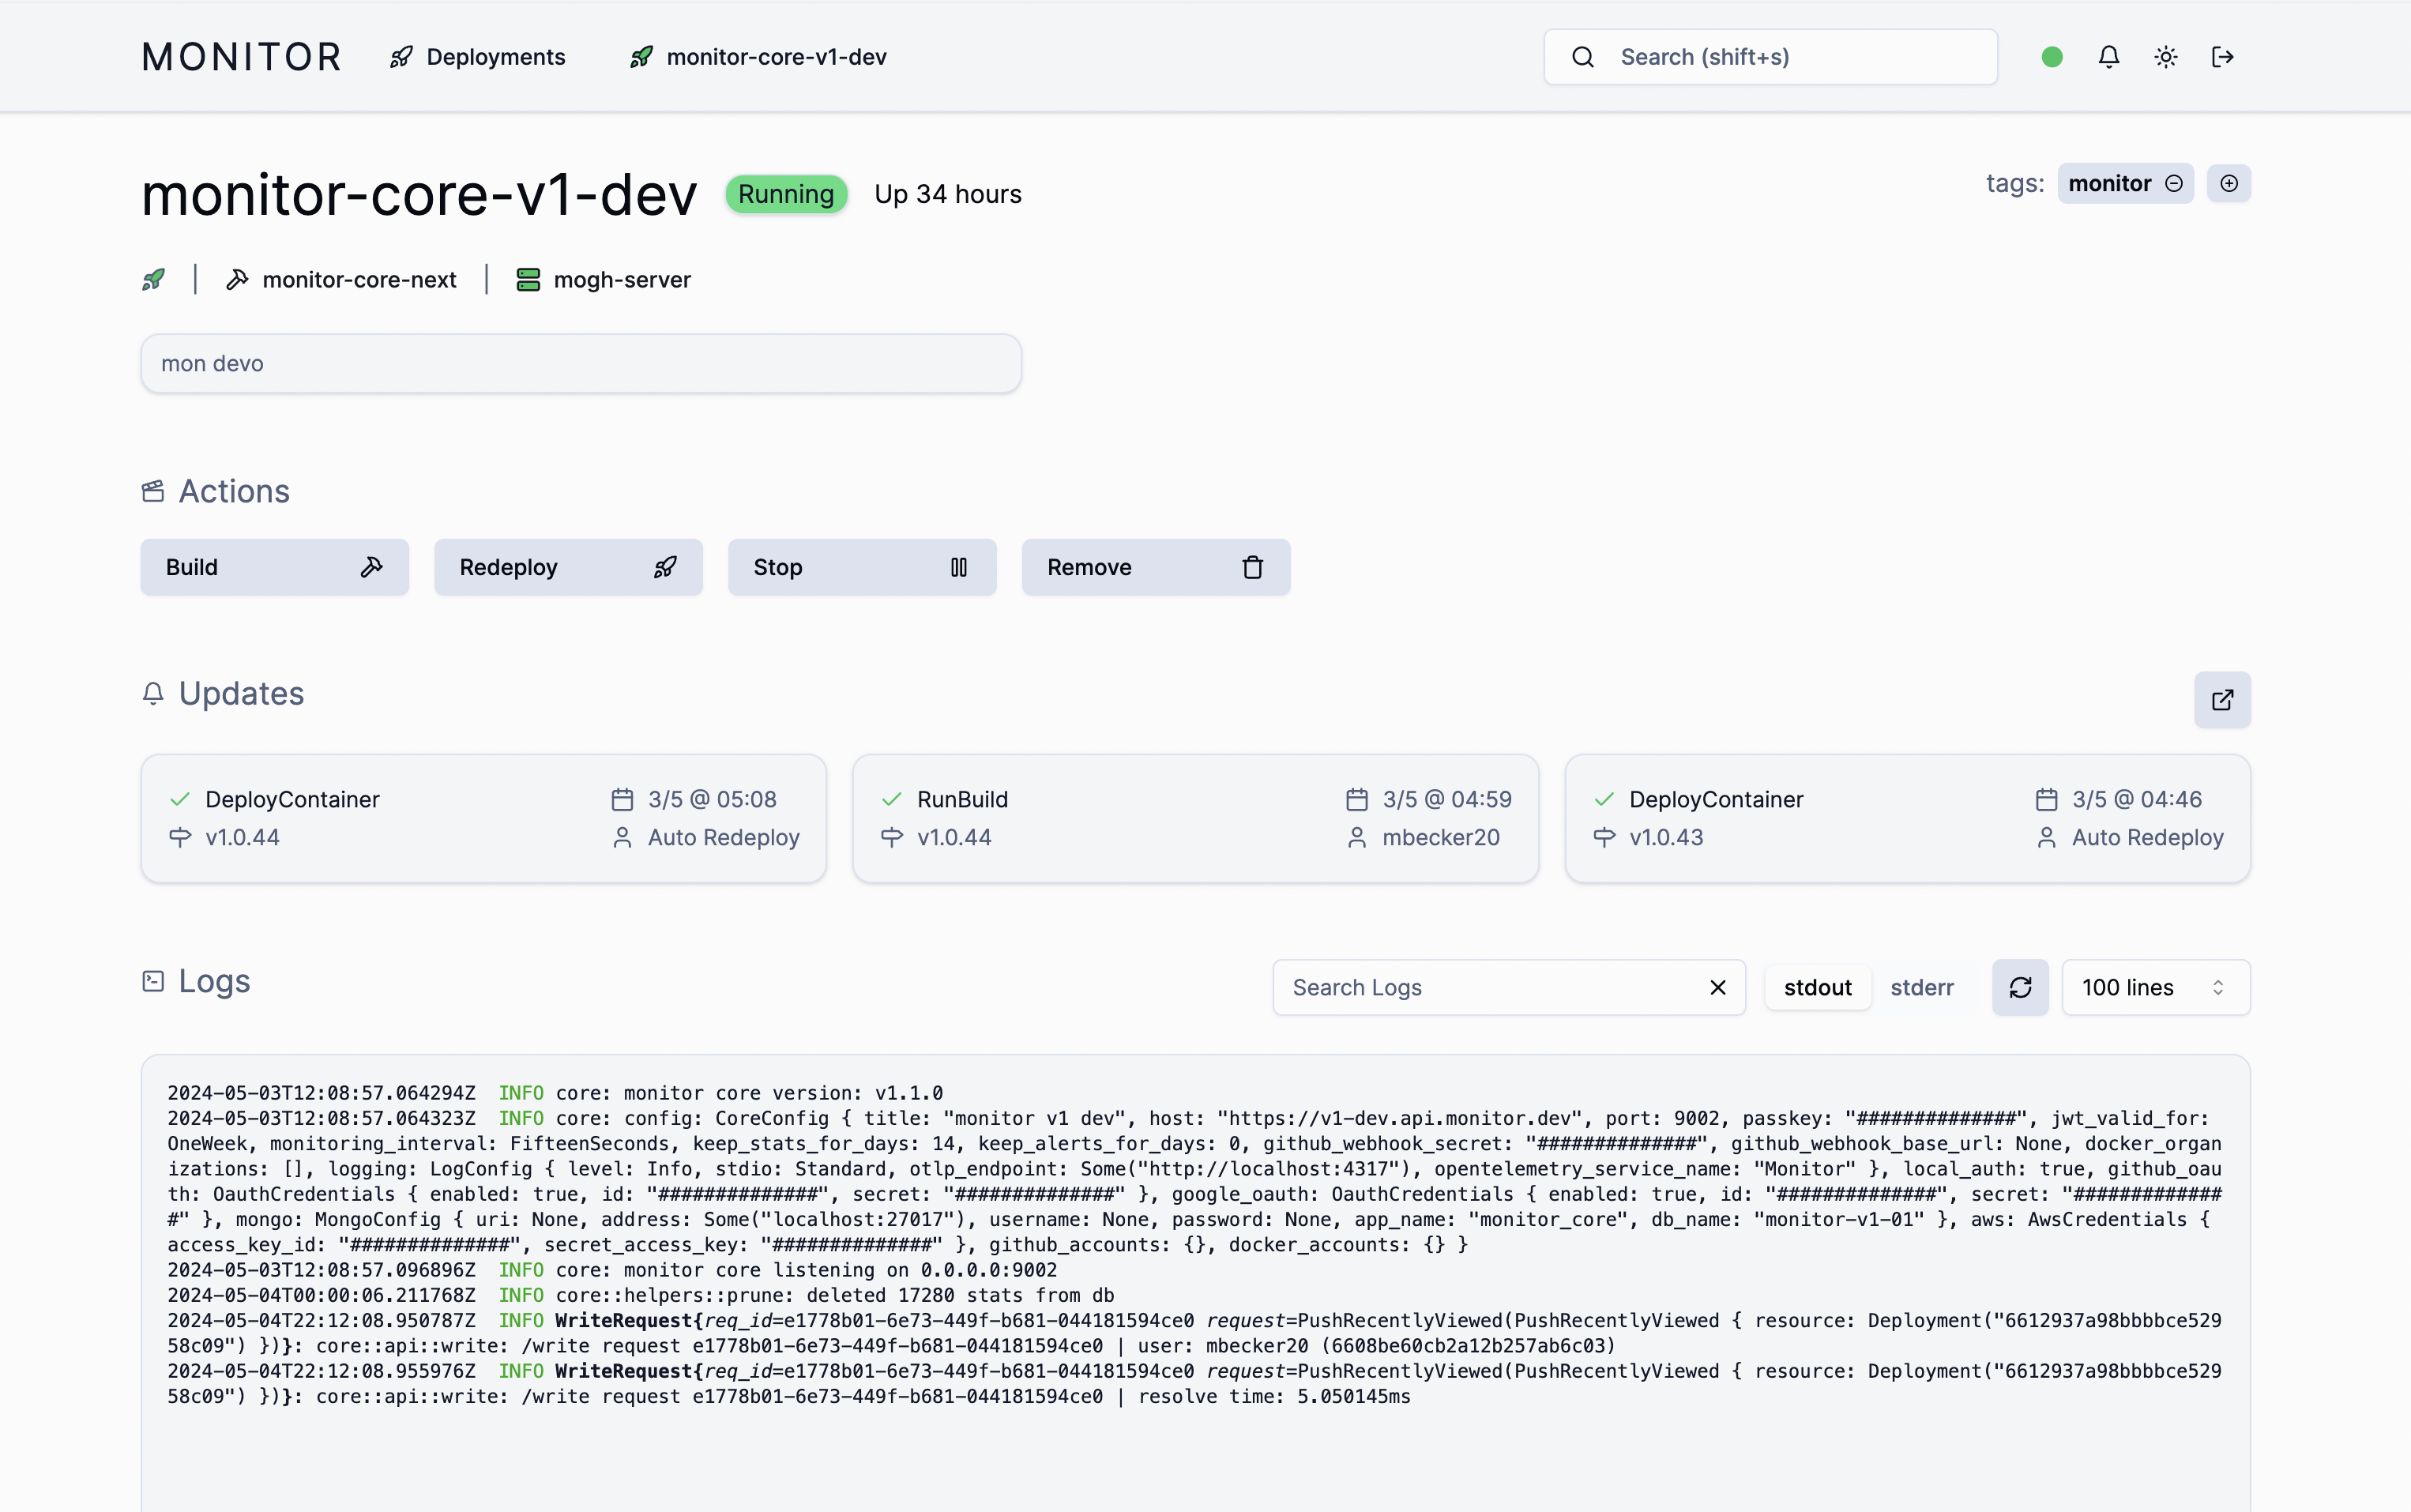 MONITOR Deployments monitor-core-v1-dev Search (shift+s)
monitor-core-v1-dev Running Up 34 hours tags: monitor
monitor-core-next mogh-server
mon devo
Actions
Build Redeploy Stop Remove
Updates
DeployContainer 3/5 @ 05:08 RunBuild 3/5 @ 04:59 DeployContainer 3/5 @ 04:46
v1.0.44 Auto Redeploy v1.0.44 mbecker20 v1.0.43 Auto Redeploy
Logs Search Logs stdout stderr 100 lines
2024-05-03T12:08:57.064294Z  INFO core: monitor core version: v1.1.0
2024-05-03T12:08:57.064323Z  INFO core: config: CoreConfig { title: "monitor v1 dev", host: "https://v1-dev.api.monitor.dev", port: 9002, passkey: "##############", jwt_valid_for:
OneWeek, monitoring_interval: FifteenSeconds, keep_stats_for_days: 14, keep_alerts_for_days: 0, github_webhook_secret: "##############", github_webhook_base_url: None, docker_organ
izations: [], logging: LogConfig { level: Info, stdio: Standard, otlp_endpoint: Some("http://localhost:4317"), opentelemetry_service_name: "Monitor" }, local_auth: true, github_oau
th: OauthCredentials { enabled: true, id: "##############", secret: "##############" }, google_oauth: OauthCredentials { enabled: true, id: "##############", secret: "#############
#" }, mongo: MongoConfig { uri: None, address: Some("localhost:27017"), username: None, password: None, app_name: "monitor_core", db_name: "monitor-v1-01" }, aws: AwsCredentials {
access_key_id: "##############", secret_access_key: "##############" }, github_accounts: {}, docker_accounts: {} }
2024-05-03T12:08:57.096896Z  INFO core: monitor core listening on 0.0.0.0:9002
2024-05-04T00:00:06.211768Z  INFO core::helpers::prune: deleted 17280 stats from db
2024-05-04T22:12:08.950787Z  INFO WriteRequest{req_id=e1778b01-6e73-449f-b681-044181594ce0 request=PushRecentlyViewed(PushRecentlyViewed { resource: Deployment("6612937a98bbbbce529
58c09") })}: core::api::write: /write request e1778b01-6e73-449f-b681-044181594ce0 | user: mbecker20 (6608be60cb2a12b257ab6c03)
2024-05-04T22:12:08.955976Z  INFO WriteRequest{req_id=e1778b01-6e73-449f-b681-044181594ce0 request=PushRecentlyViewed(PushRecentlyViewed { resource: Deployment("6612937a98bbbbce529
58c09") })}: core::api::write: /write request e1778b01-6e73-449f-b681-044181594ce0 | resolve time: 5.050145ms